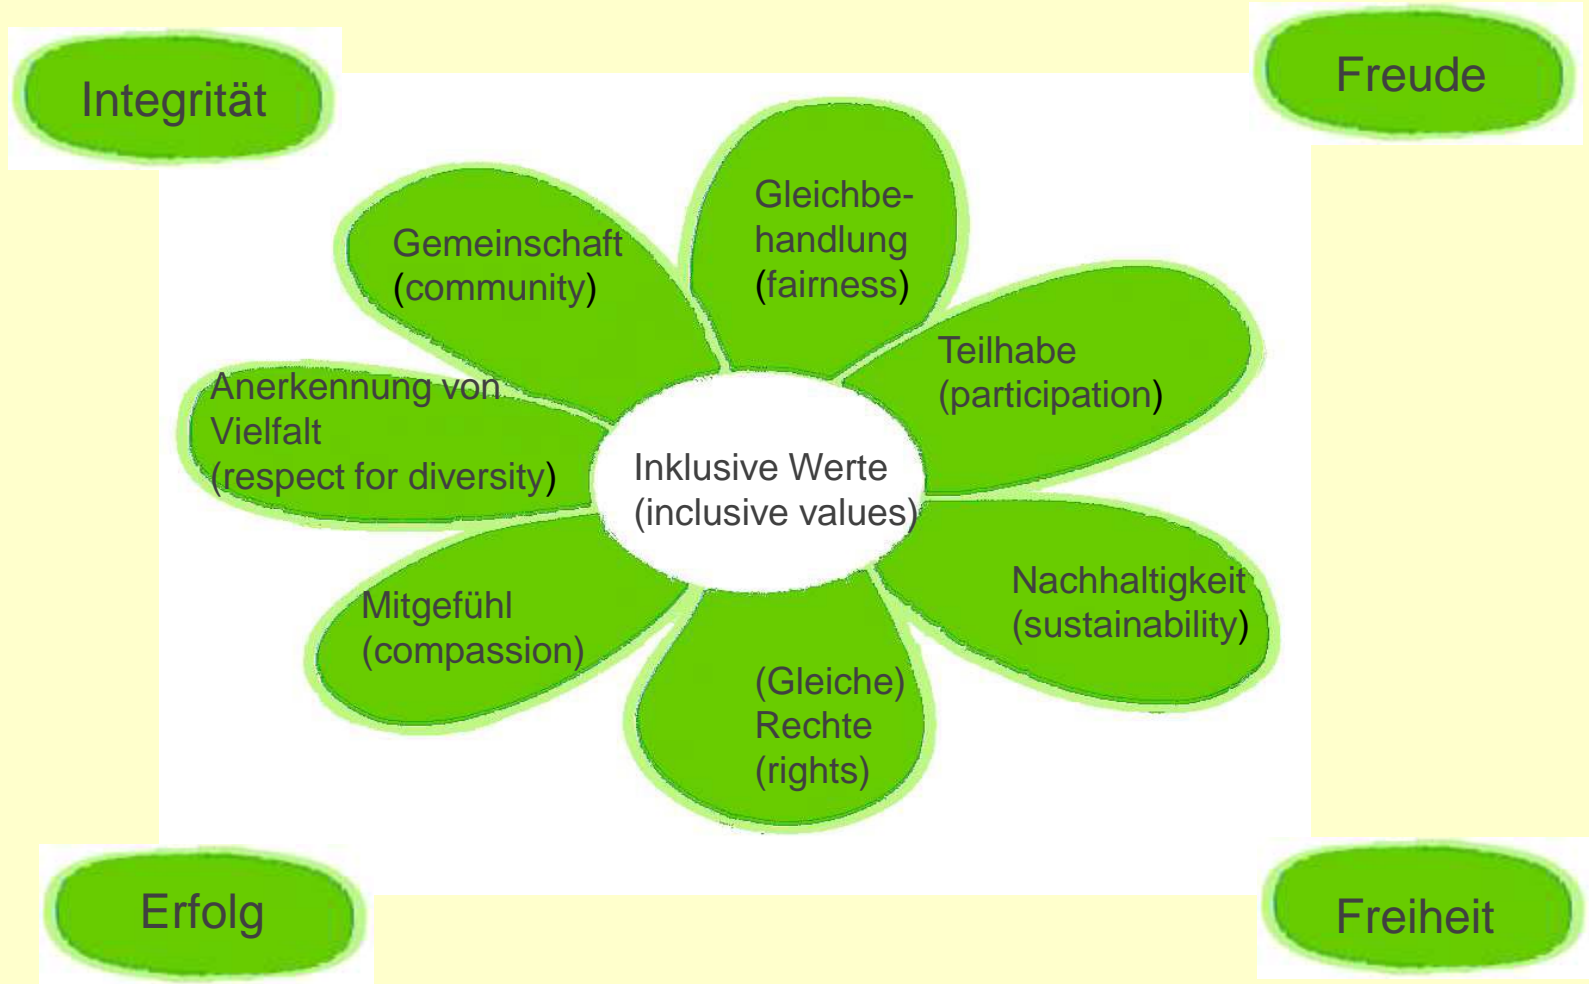 Integrität
Freude
Gleichbe-
handlung
(fairness)
Gemeinschaft
(community)
Teilhabe
(participation)
Anerkennung von
Vielfalt
(respect for diversity)
Inklusive Werte
(inclusive values)
Nachhaltigkeit
(sustainability)
Mitgefühl
(compassion)
(Gleiche)
Rechte
(rights)
Erfolg
Freiheit